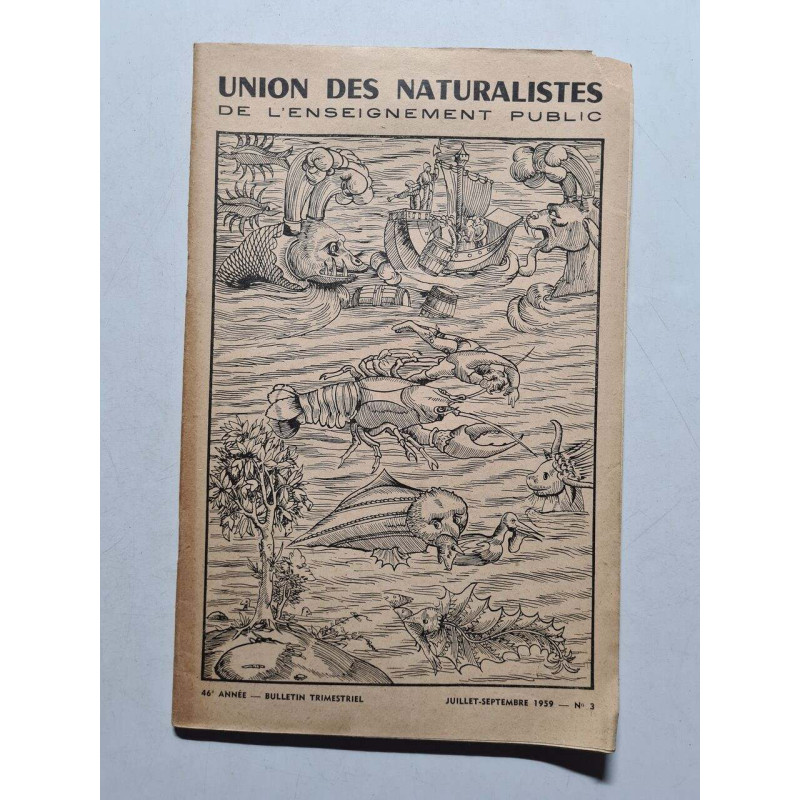 UNION DES NATURALISTES
DE L'ENSEIGNEMENT PUBLIC
46e ANNÉE — BULLETIN TRIMESTRIEL
JUILLET-SEPTEMBRE 1959 — No 3